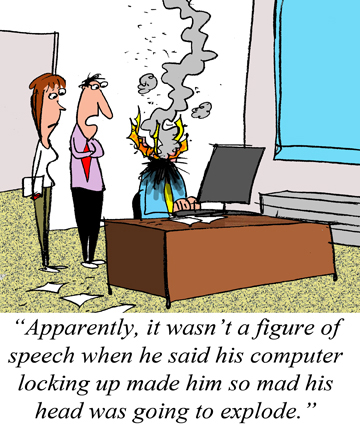 “Apparently, it wasn’t a figure of
speech when he said his computer
locking up made him so mad his
head was going to explode.”